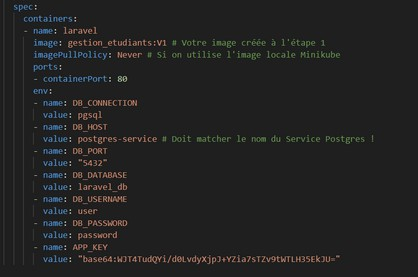 spec:
containers:
- name: laravel
image: gestion_etudiants:V1 # Votre image créée à l'étape 1
imagePullPolicy: Never # Si on utilise l'image locale Minikube
ports:
- containerPort: 80
env:
- name: DB_CONNECTION
value: pgsql
- name: DB_HOST
value: postgres-service # Doit matcher le nom du Service Postgres !
- name: DB_PORT
value: "5432"
- name: DB_DATABASE
value: laravel_db
- name: DB_USERNAME
value: user
- name: DB_PASSWORD
value: password
- name: APP_KEY
value: "base64:WJT4TudQYi/d0LvdyXjpJ+YZia7sTZv9tWTLH35EkJU="